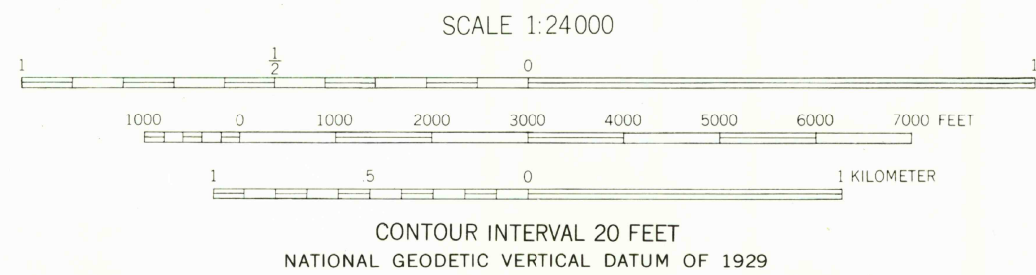 SCALE 1:24000
1 1/2 0 1
1000 0 1000 2000 3000 4000 5000 6000 7000 FEET
1 .5 0 1 KILOMETER
CONTOUR INTERVAL 20 FEET
NATIONAL GEODETIC VERTICAL DATUM OF 1929